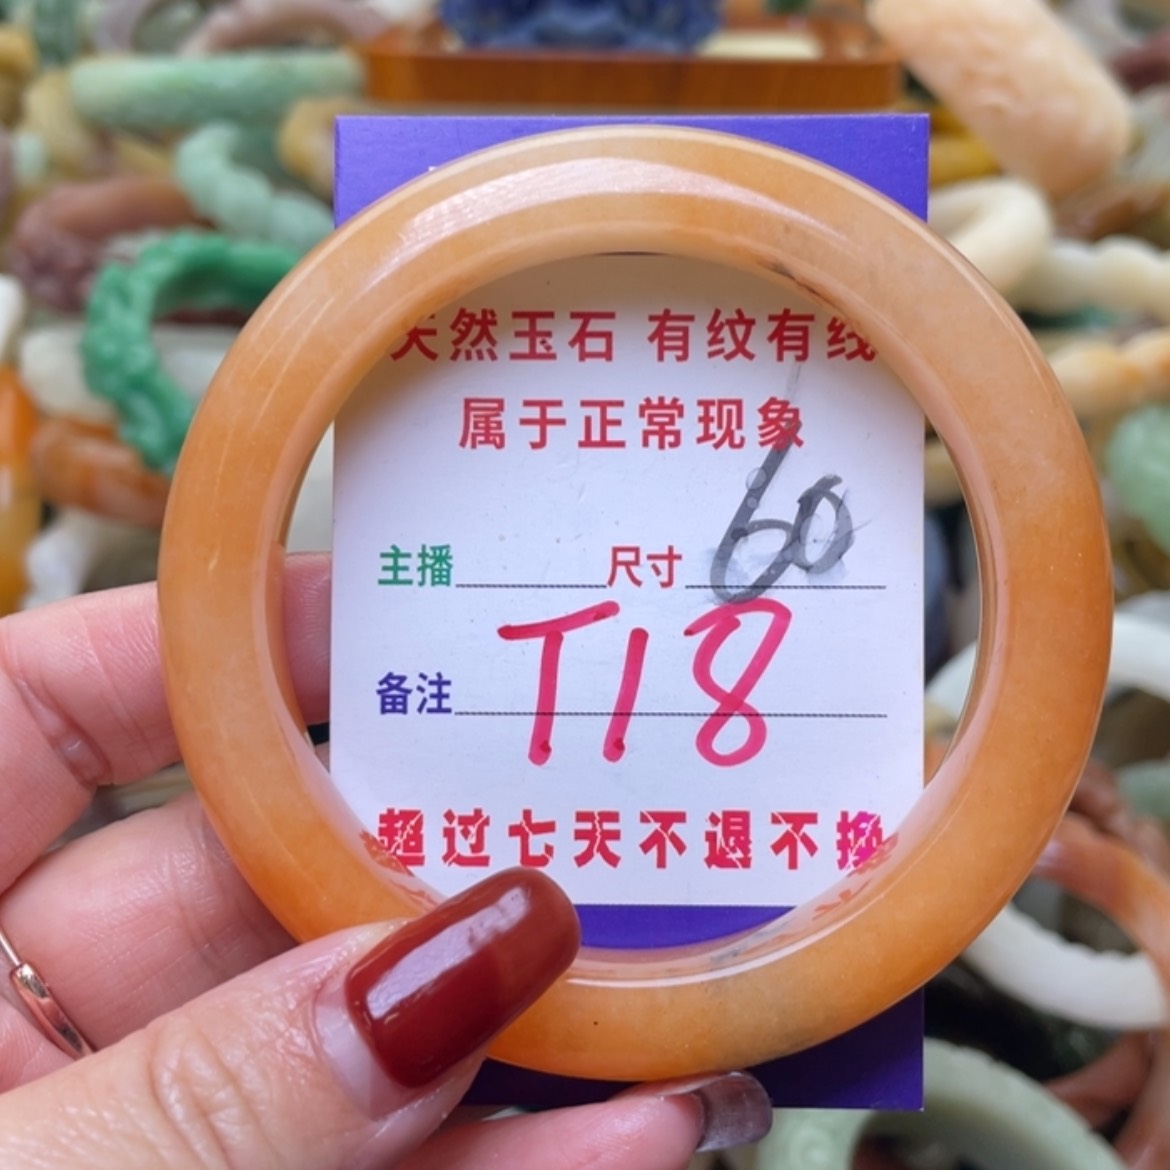 天然玉石 有纹有线
属于正常现象
主播 尺寸 60
备注 T18
超过七天不退不换